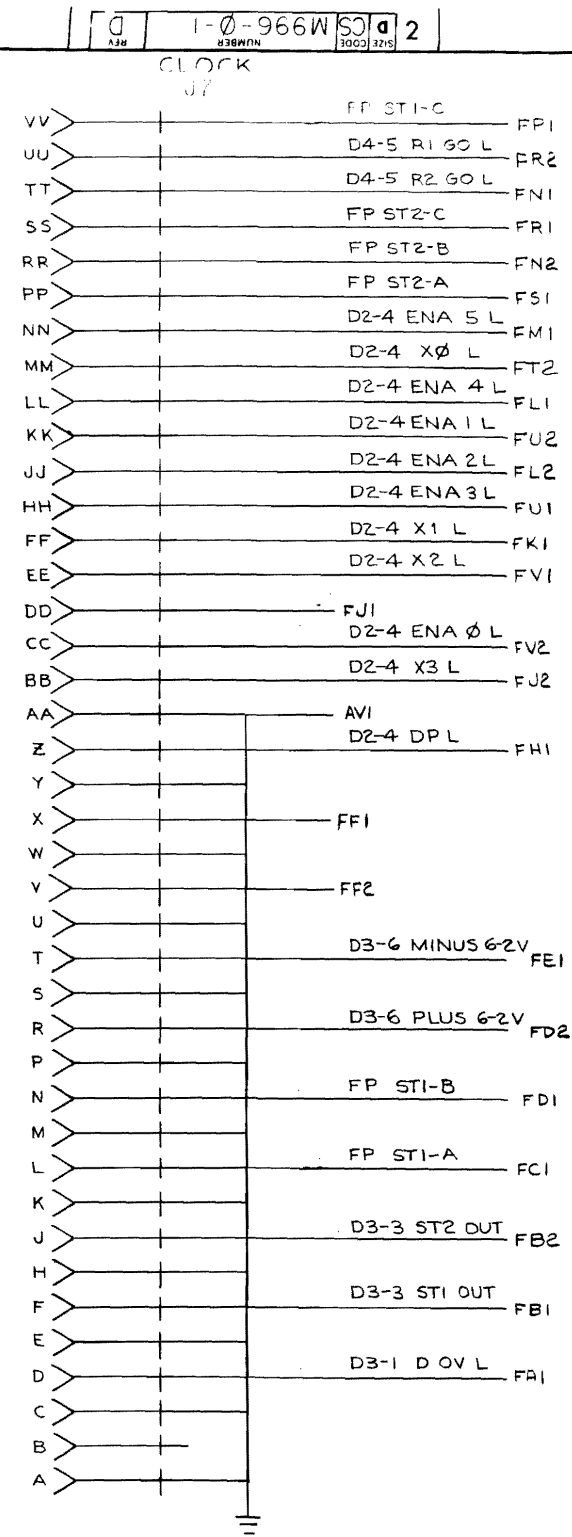 D REV M996-Ø-1 NUMBER CS CODE D SIZE 2
CLOCK
J7
VV FP ST1-C FP1
UU D4-5 R1 GO L FR2
TT D4-5 R2 GO L FN1
SS FP ST2-C FR1
RR FP ST2-B FN2
PP FP ST2-A FS1
NN D2-4 ENA 5 L FM1
MM D2-4 XØ L FT2
LL D2-4 ENA 4 L FL1
KK D2-4 ENA 1 L FU2
JJ D2-4 ENA 2 L FL2
HH D2-4 ENA 3 L FU1
FF D2-4 X1 L FK1
EE D2-4 X2 L FV1
DD FJ1
CC D2-4 ENA Ø L FV2
BB D2-4 X3 L FJ2
AA AV1
Z D2-4 DP L FH1
Y
X FF1
W
V FF2
U
T D3-6 MINUS 6-2V FE1
S
R D3-6 PLUS 6-2V FD2
P
N FP ST1-B FD1
M
L FP ST1-A FC1
K
J D3-3 ST2 OUT FB2
H
F D3-3 ST1 OUT FB1
E
D D3-1 D OV L FA1
C
B
A